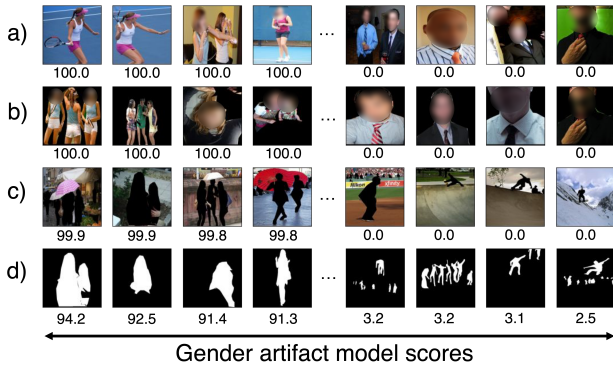 a)
100.0 100.0 100.0 100.0 ... 0.0 0.0 0.0 0.0
b)
100.0 100.0 100.0 100.0 ... 0.0 0.0 0.0 0.0
c)
Nikon xfinity
99.9 99.9 99.8 99.8 ... 0.0 0.0 0.0 0.0
d)
94.2 92.5 91.4 91.3 ... 3.2 3.2 3.1 2.5
Gender artifact model scores